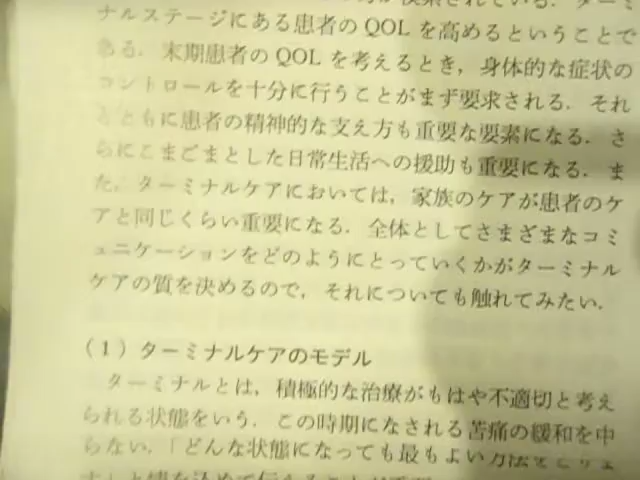 ナルステージにある患者のQOLを高めるということで
ある．末期患者のQOLを考えるとき，身体的な症状の
コントロールを十分に行うことがまず要求される．それ
とともに患者の精神的な支え方も重要な要素になる．さ
らにこまごまとした日常生活への援助も重要になる．ま
た，ターミナルケアにおいては，家族のケアが患者のケ
アと同じくらい重要になる．全体としてさまざまなコミ
ュニケーションをどのようにとっていくかがターミナル
ケアの質を決めるので，それについても触れてみたい．
（1）ターミナルケアのモデル
ターミナルとは，積極的な治療がもはや不適切と考え
られる状態をいう．この時期になされる苦痛の緩和を中
らない．「どんな状態になっても最もよい方法をとりま